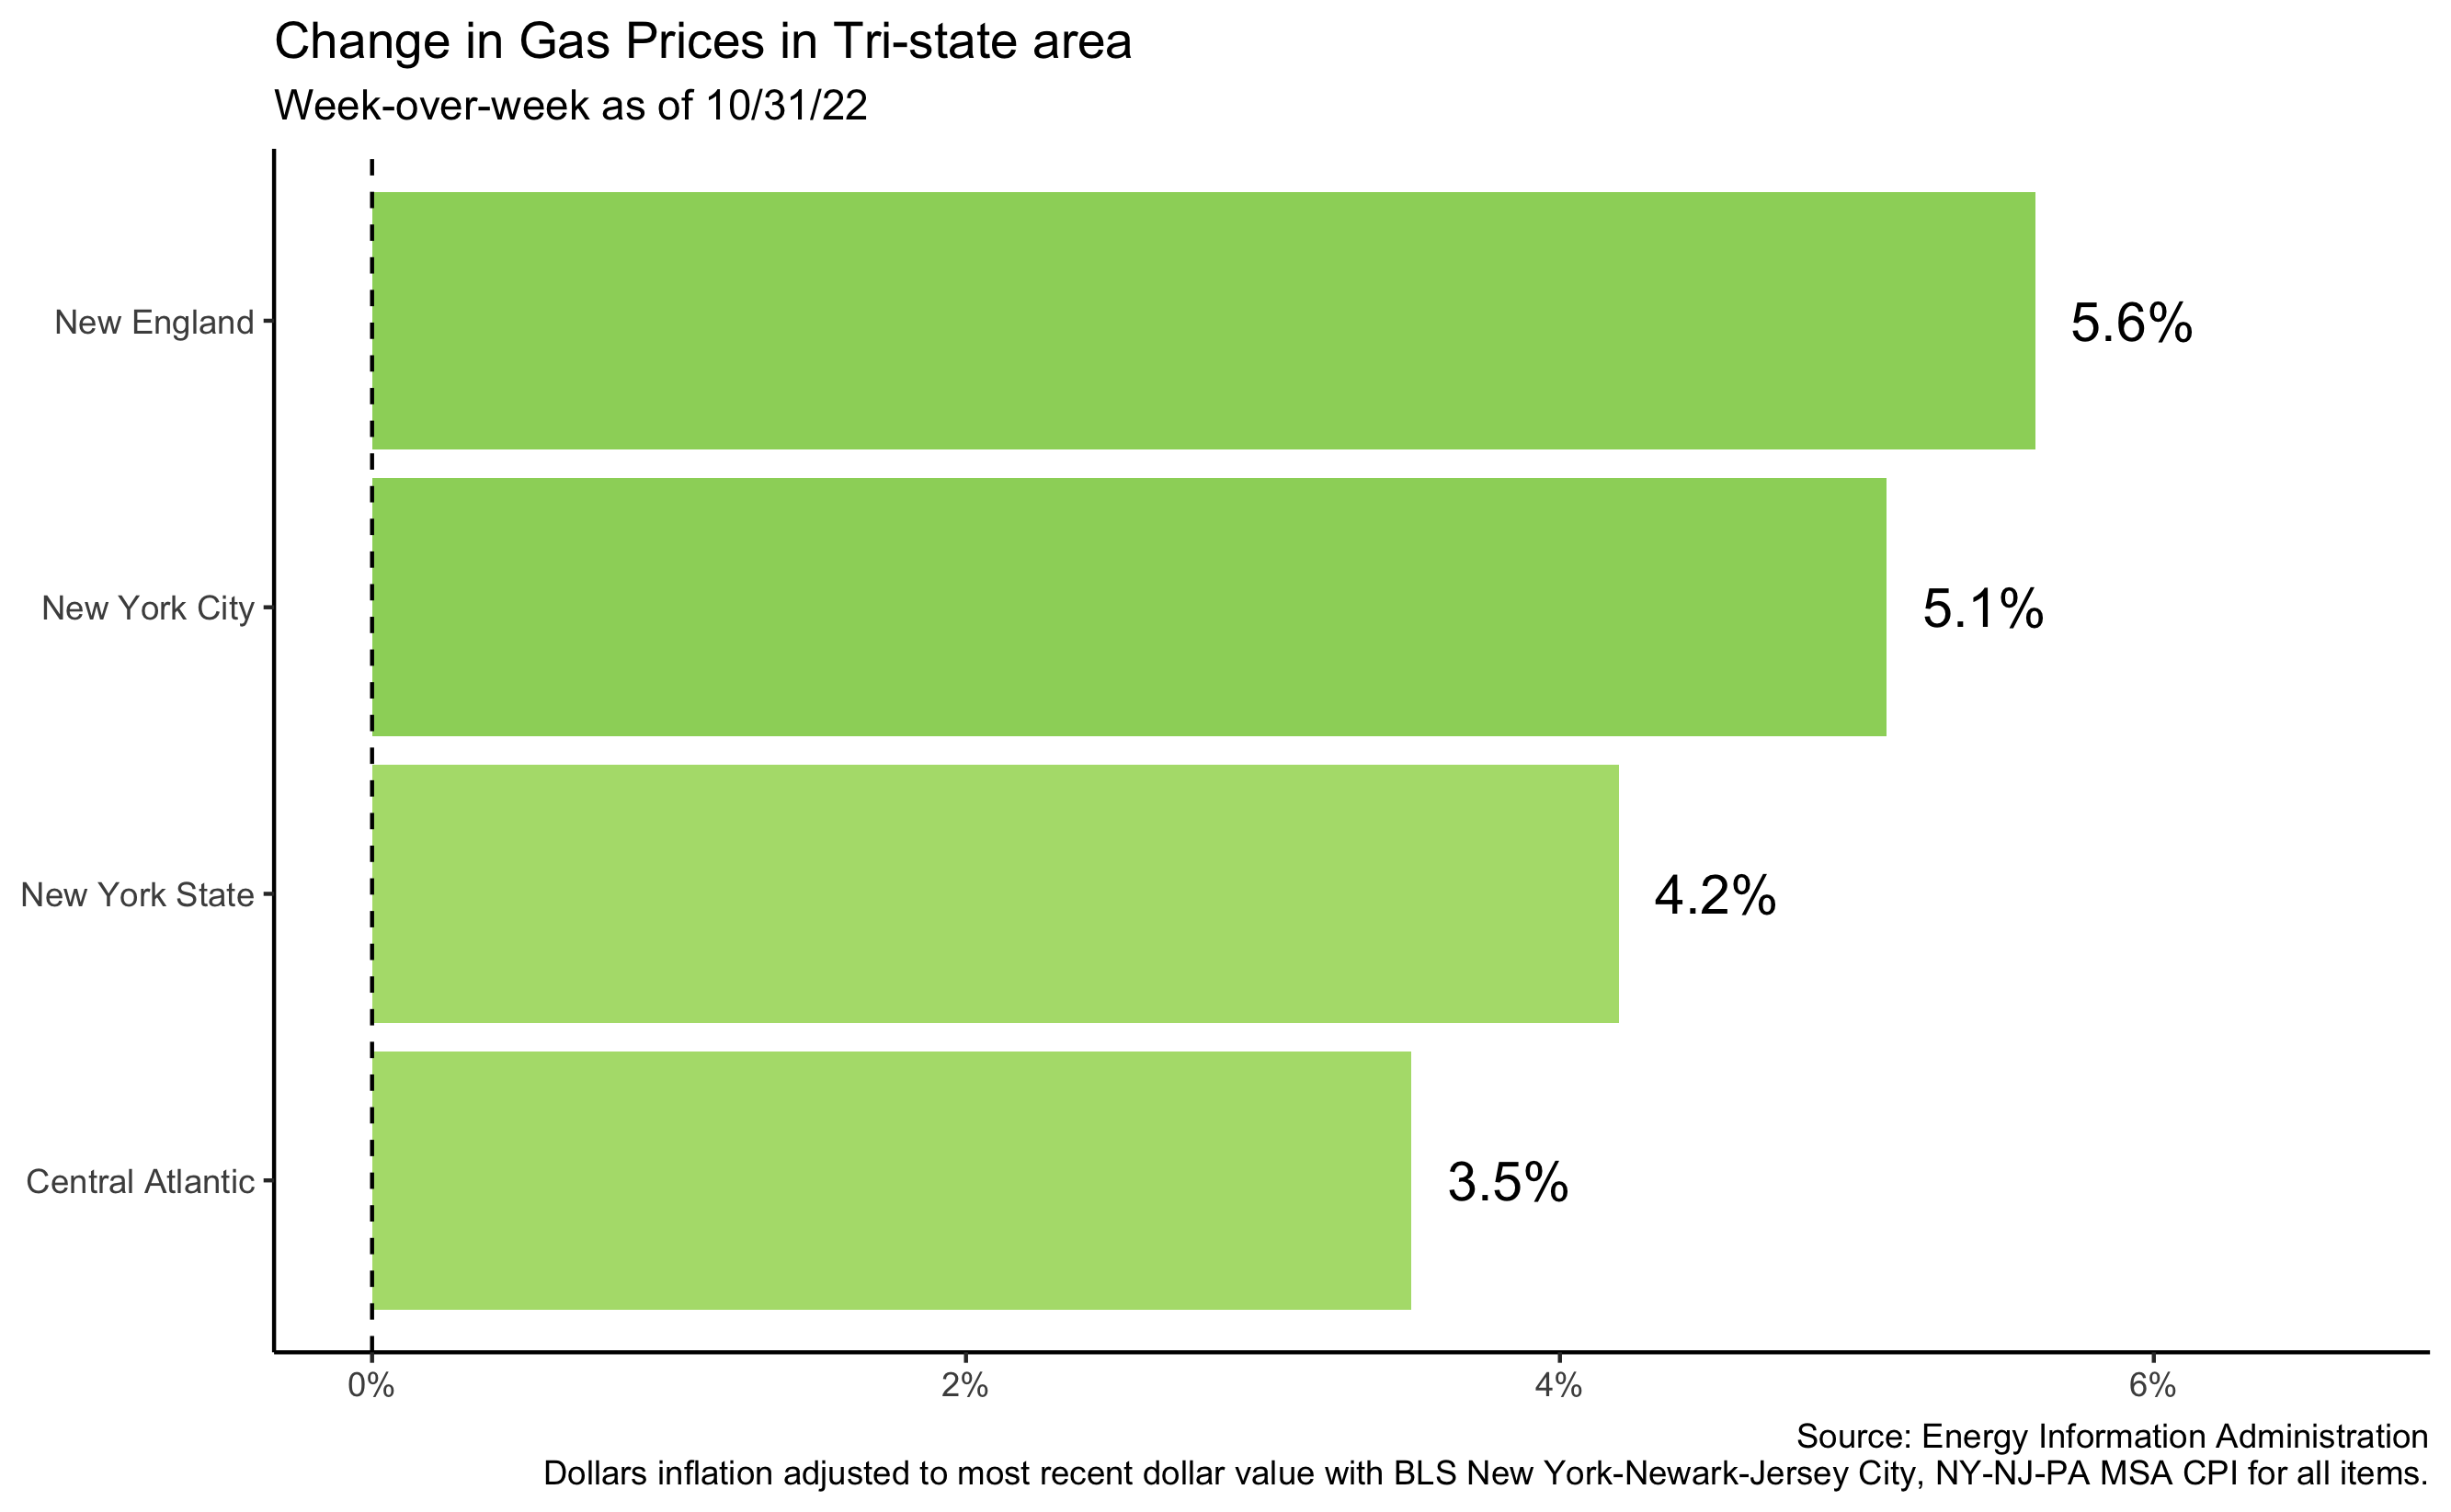 Change in Gas Prices in Tri-state area
Week-over-week as of 10/31/22
New England
5.6%
New York City
5.1%
New York State
4.2%
Central Atlantic
3.5%
0%
2%
4%
6%
Source: Energy Information Administration
Dollars inflation adjusted to most recent dollar value with BLS New York-Newark-Jersey City, NY-NJ-PA MSA CPI for all items.